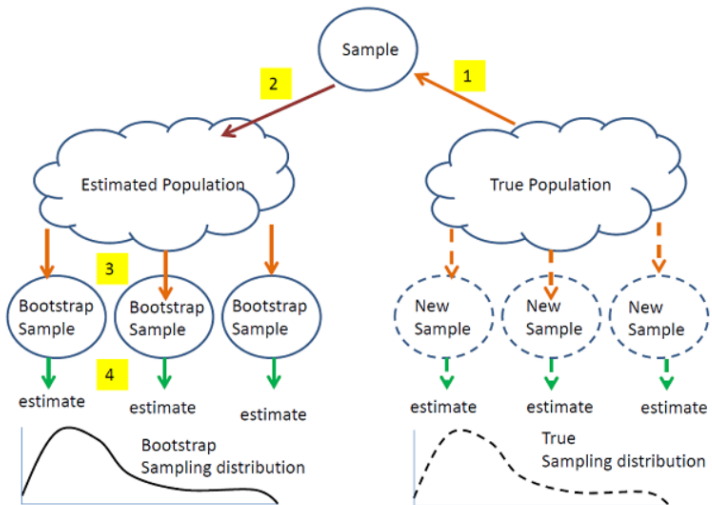 Sample
1
2
Estimated Population
True Population
3
Bootstrap
Sample
Bootstrap
Sample
Bootstrap
Sample
New
Sample
New
Sample
New
Sample
4
estimate
estimate
estimate
estimate
estimate
estimate
Bootstrap
Sampling distribution
True
Sampling distribution